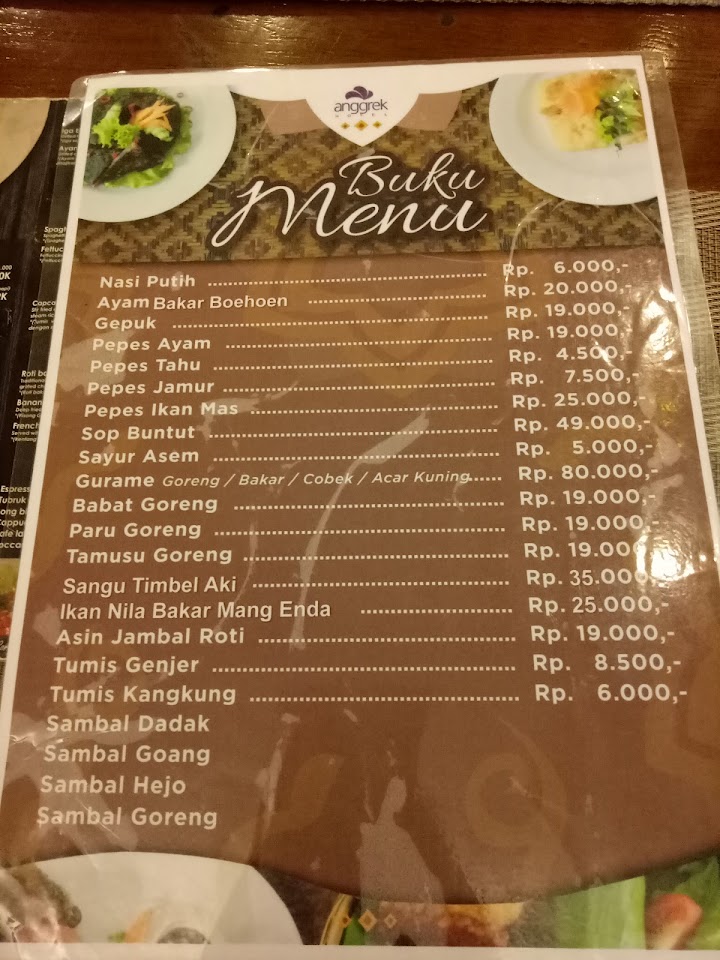 anggrek
HOTEL
Buku
Menu
Nasi Putih Rp. 6.000,-
Ayam Bakar Boehoen Rp. 20.000,-
Gepuk Rp. 19.000,-
Pepes Ayam Rp. 19.000,-
Pepes Tahu Rp. 4.500,-
Pepes Jamur Rp. 7.500,-
Pepes Ikan Mas Rp. 25.000,-
Sop Buntut Rp. 49.000,-
Sayur Asem Rp. 5.000,-
Gurame Goreng / Bakar / Cobek / Acar Kuning Rp. 80.000,-
Babat Goreng Rp. 19.000,-
Paru Goreng Rp. 19.000,-
Tamusu Goreng Rp. 19.000,-
Sangu Timbel Aki Rp. 35.000,-
Ikan Nila Bakar Mang Enda Rp. 25.000,-
Asin Jambal Roti Rp. 19.000,-
Tumis Genjer Rp. 8.500,-
Tumis Kangkung Rp. 6.000,-
Sambal Dadak
Sambal Goang
Sambal Hejo
Sambal Goreng